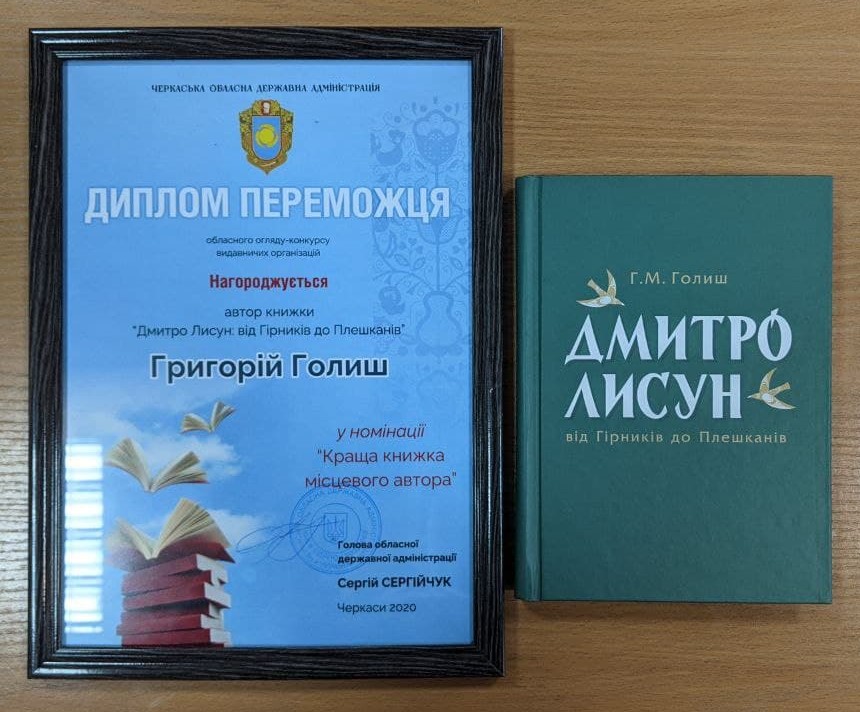 ЧЕРКАСЬКА ОБЛАСНА ДЕРЖАВНА АДМІНІСТРАЦІЯ
ДИПЛОМ ПЕРЕМОЖЦЯ
обласного огляду-конкурсу
видавничих організацій
Нагороджується
автор книжки
"Дмитро Лисун: від Гірників до Плешканів"
Григорій Голиш
у номінації
"Краща книжка
місцевого автора"
Голова обласної
державної адміністрації
Сергій СЕРГІЙЧУК
Черкаси 2020
Г.М. Голиш
ДМИТРО
ЛИСУН
від Гірників до Плешканів